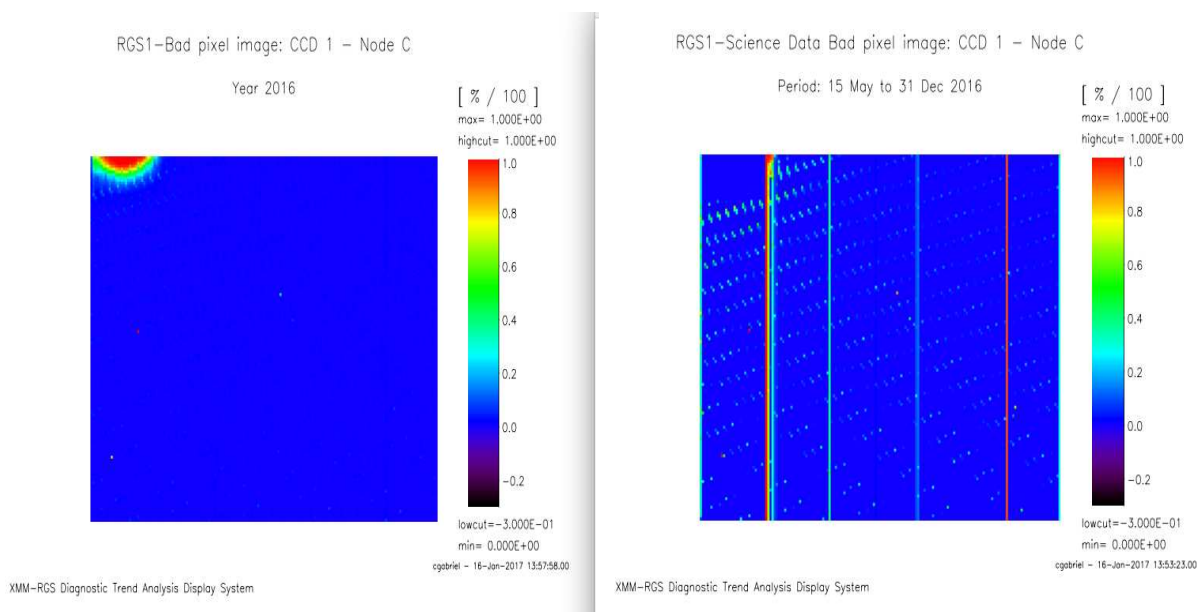 RGS1-Bad pixel image: CCD 1 - Node C
Year 2016
[ % / 100 ]
max= 1.000E+00
highcut= 1.000E+00
1.0
0.8
0.6
0.4
0.2
0.0
-0.2
lowcut=-3.000E-01
min= 0.000E+00
cgabriel - 16-Jan-2017 13:57:58.00
XMM-RGS Diagnostic Trend Analysis Display System
RGS1-Science Data Bad pixel image: CCD 1 - Node C
Period: 15 May to 31 Dec 2016
[ % / 100 ]
max= 1.000E+00
highcut= 1.000E+00
1.0
0.8
0.6
0.4
0.2
0.0
-0.2
lowcut=-3.000E-01
min= 0.000E+00
cgabriel - 16-Jan-2017 13:53:23.00
XMM-RGS Diagnostic Trend Analysis Display System